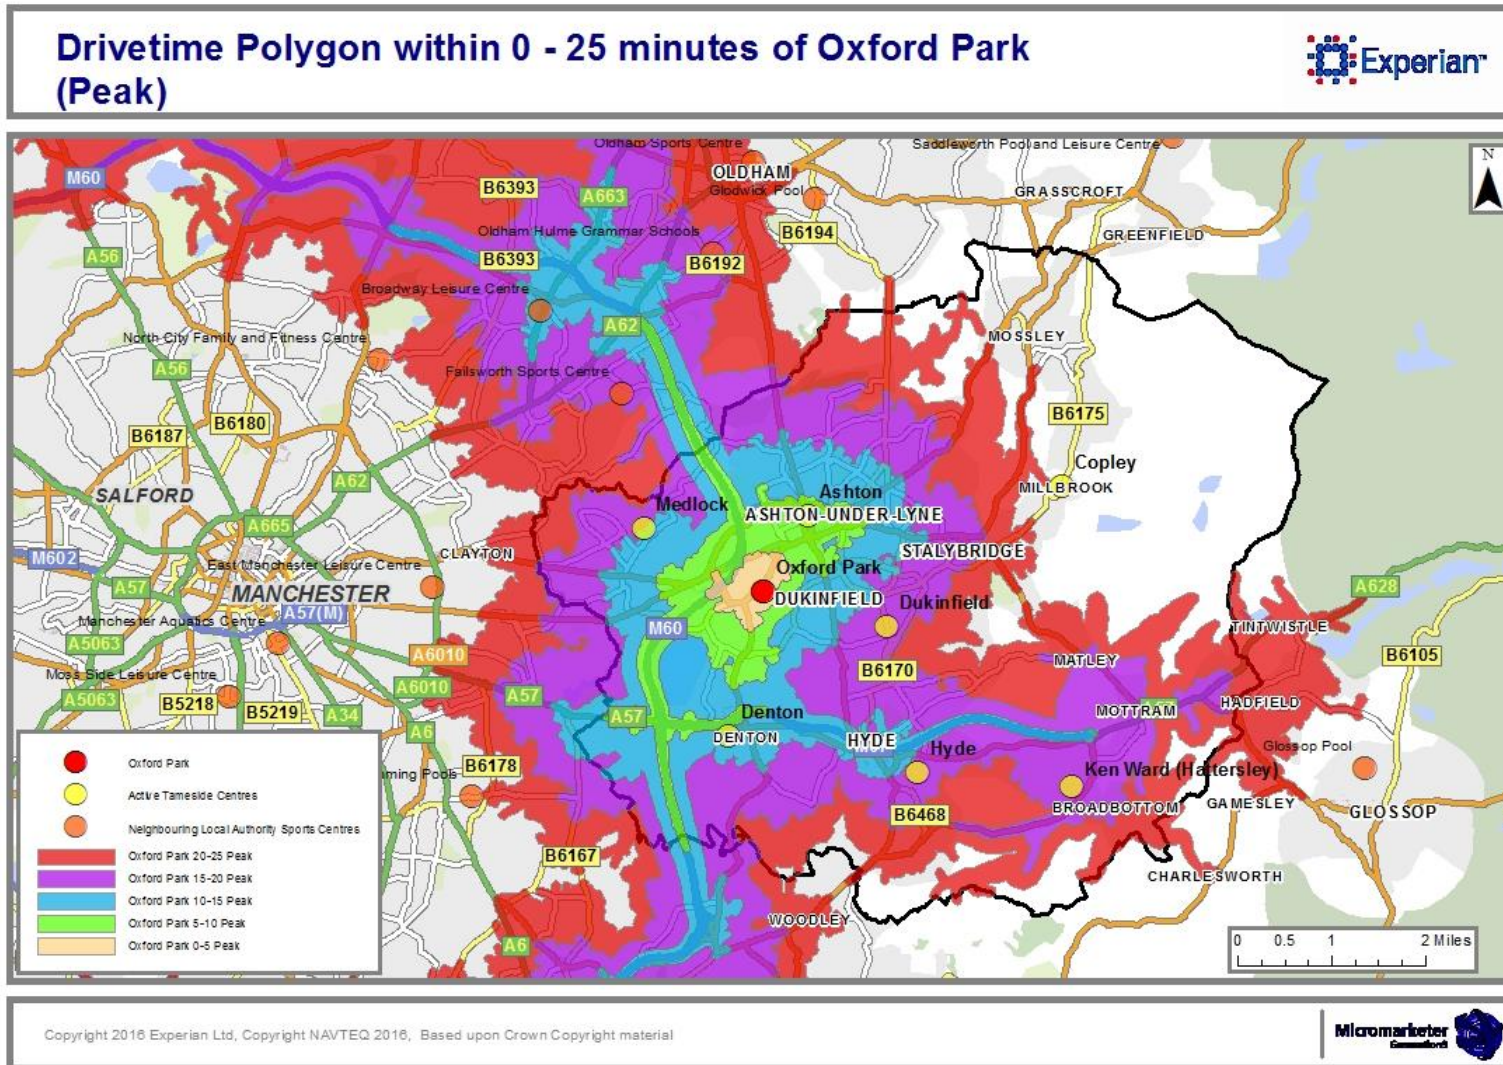 Drivetime Polygon within 0 - 25 minutes of Oxford Park
(Peak)
Experian
N
Oldham Sports Centre
Saddleworth Pool and Leisure Centre
M60
OLDHAM
B6393
A663
Glodwick Pool
GRASSCROFT
Oldham Hulme Grammar Schools
B6194
GREENFIELD
A56
B6393
B6192
Broadway Leisure Centre
A62
North City Family and Fitness Centre
MOSSLEY
A56
Failsworth Sports Centre
B6187
B6180
B6175
A62
Copley
SALFORD
MILLBROOK
Medlock
Ashton
A665
ASHTON-UNDER-LYNE
M602
CLAYTON
STALYBRIDGE
East Manchester Leisure Centre
Oxford Park
A57
MANCHESTER
DUKINFIELD
Dukinfield
A628
A57(M)
Manchester Aquatics Centre
M60
TINTWISTLE
A5063
A6010
B6105
Moss Side Leisure Centre
MATLEY
B6170
A5063
B5218
B5219
A6010
A57
A34
A57
Denton
MOTTRAM
HADFIELD
A6
DENTON
HYDE
Hyde
Glossop Pool
Ken Ward (Hattersley)
B6178
BROADBOTTOM
GAMESLEY
GLOSSOP
B6468
B6167
CHARLESWORTH
WOODLEY
A6
Oxford Park
Active Tameside Centres
Neighbouring Local Authority Sports Centres
Oxford Park 20-25 Peak
Oxford Park 15-20 Peak
Oxford Park 10-15 Peak
Oxford Park 5-10 Peak
Oxford Park 0-5 Peak
0 0.5 1 2 Miles
Copyright 2016 Experian Ltd, Copyright NAVTEQ 2016, Based upon Crown Copyright material
Micromarketer